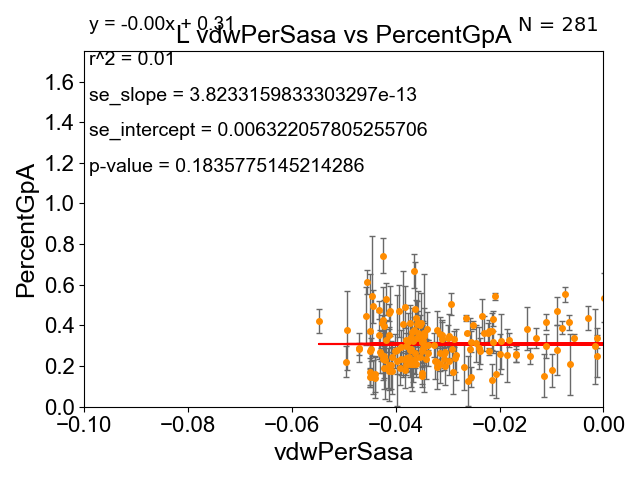 y = -0.00x + 0.31
N = 281
L vdwPerSasa vs PercentGpA
r^2 = 0.01
se_slope = 3.8233159833303297e-13
se_intercept = 0.006322057805255706
p-value = 0.1835775145214286
PercentGpA
1.6
1.4
1.2
1.0
0.8
0.6
0.4
0.2
0.0
−0.10
−0.08
−0.06
−0.04
−0.02
0.00
vdwPerSasa